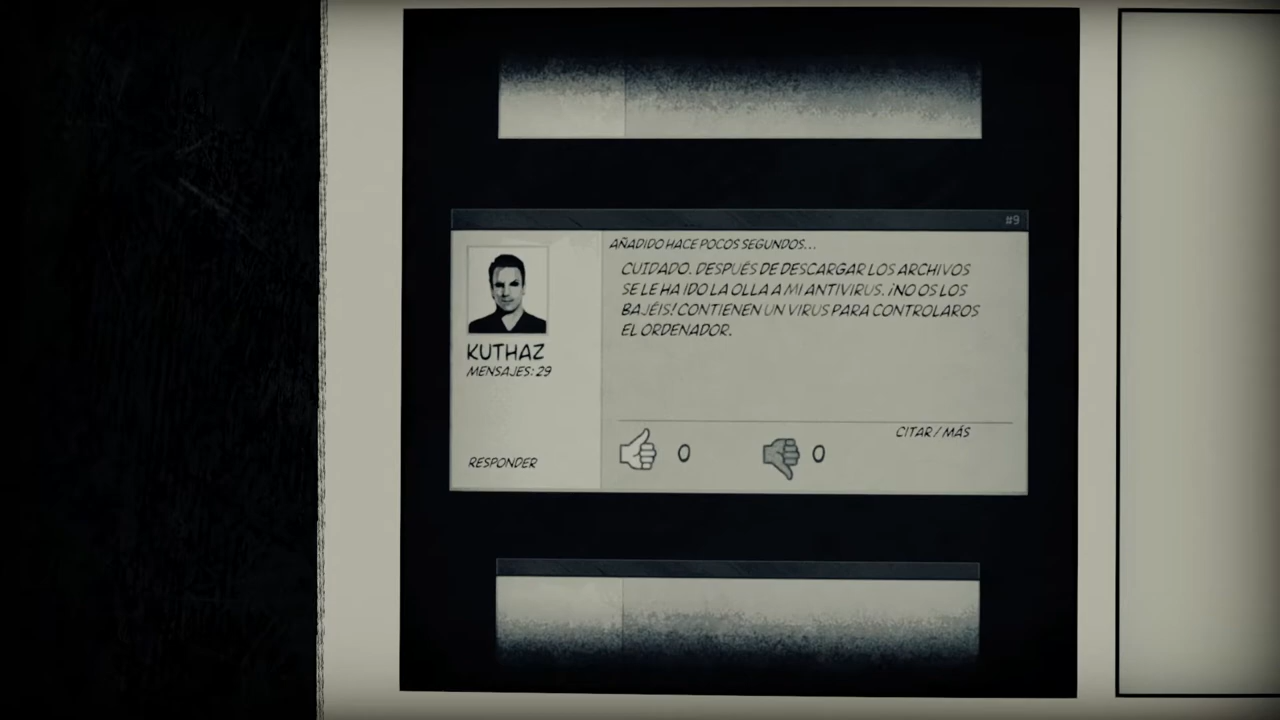 #9
AÑADIDO HACE POCOS SEGUNDOS...
CUIDADO. DESPUÉS DE DESCARGAR LOS ARCHIVOS
SE LE HA IDO LA OLLA A MI ANTIVIRUS. ¡NO OS LOS
BAJÉIS! CONTIENEN UN VIRUS PARA CONTROLAROS
EL ORDENADOR.
KUTHAZ
MENSAJES: 29
CITAR / MÁS
0
0
RESPONDER